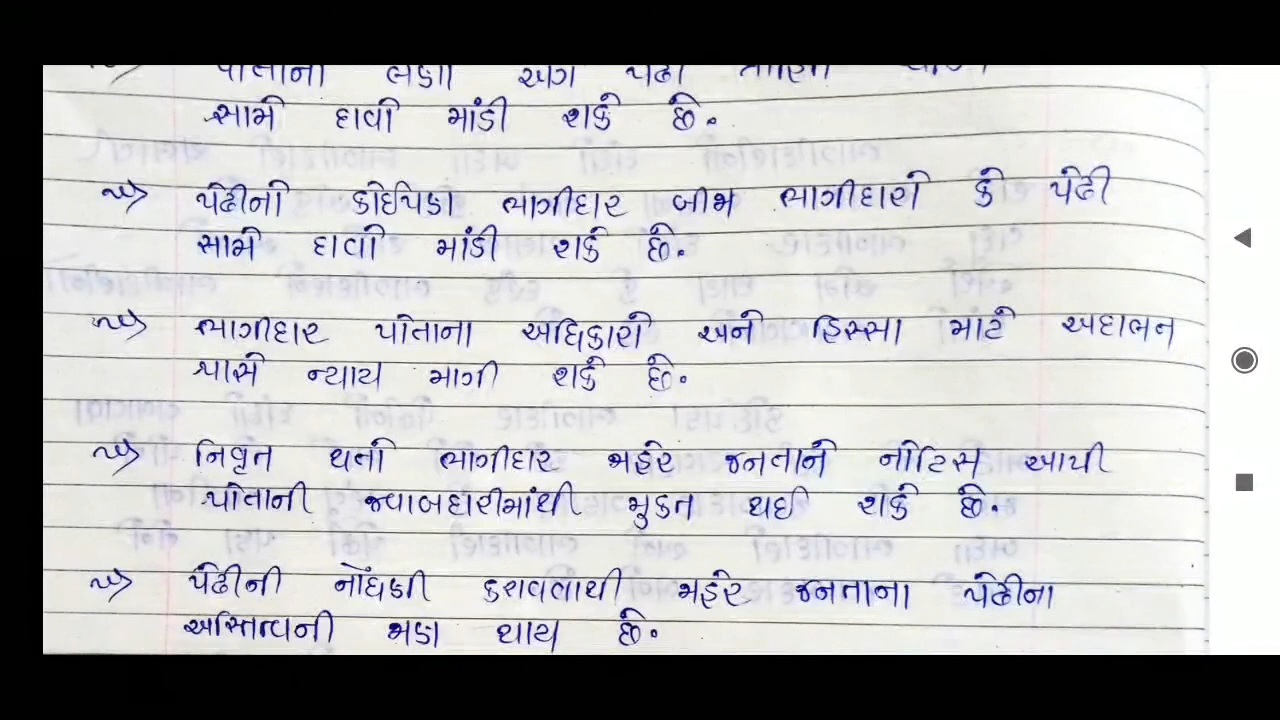 પોતાની લેણા અંગે પેઢી
સામે દાવો માંડી શકે છે.
પેઢીનો કોઈપણ ભાગીદાર બીજા ભાગીદારો કે પેઢી
સામે દાવો માંડી શકે છે.
ભાગીદાર પોતાના અધિકારો અને હિસ્સા માટે અદાલત
પાસે ન્યાય માગી શકે છે.
નિવૃત થતો ભાગીદાર જાહેર જનતાને નોટિસ આપી
પોતાની જવાબદારીમાંથી મુક્ત થઈ શકે છે.
પેઢીની નોંધણી કરાવવાથી જાહેર જનતાના પેઢીના
અસ્તિત્વની જાણ થાય છે.